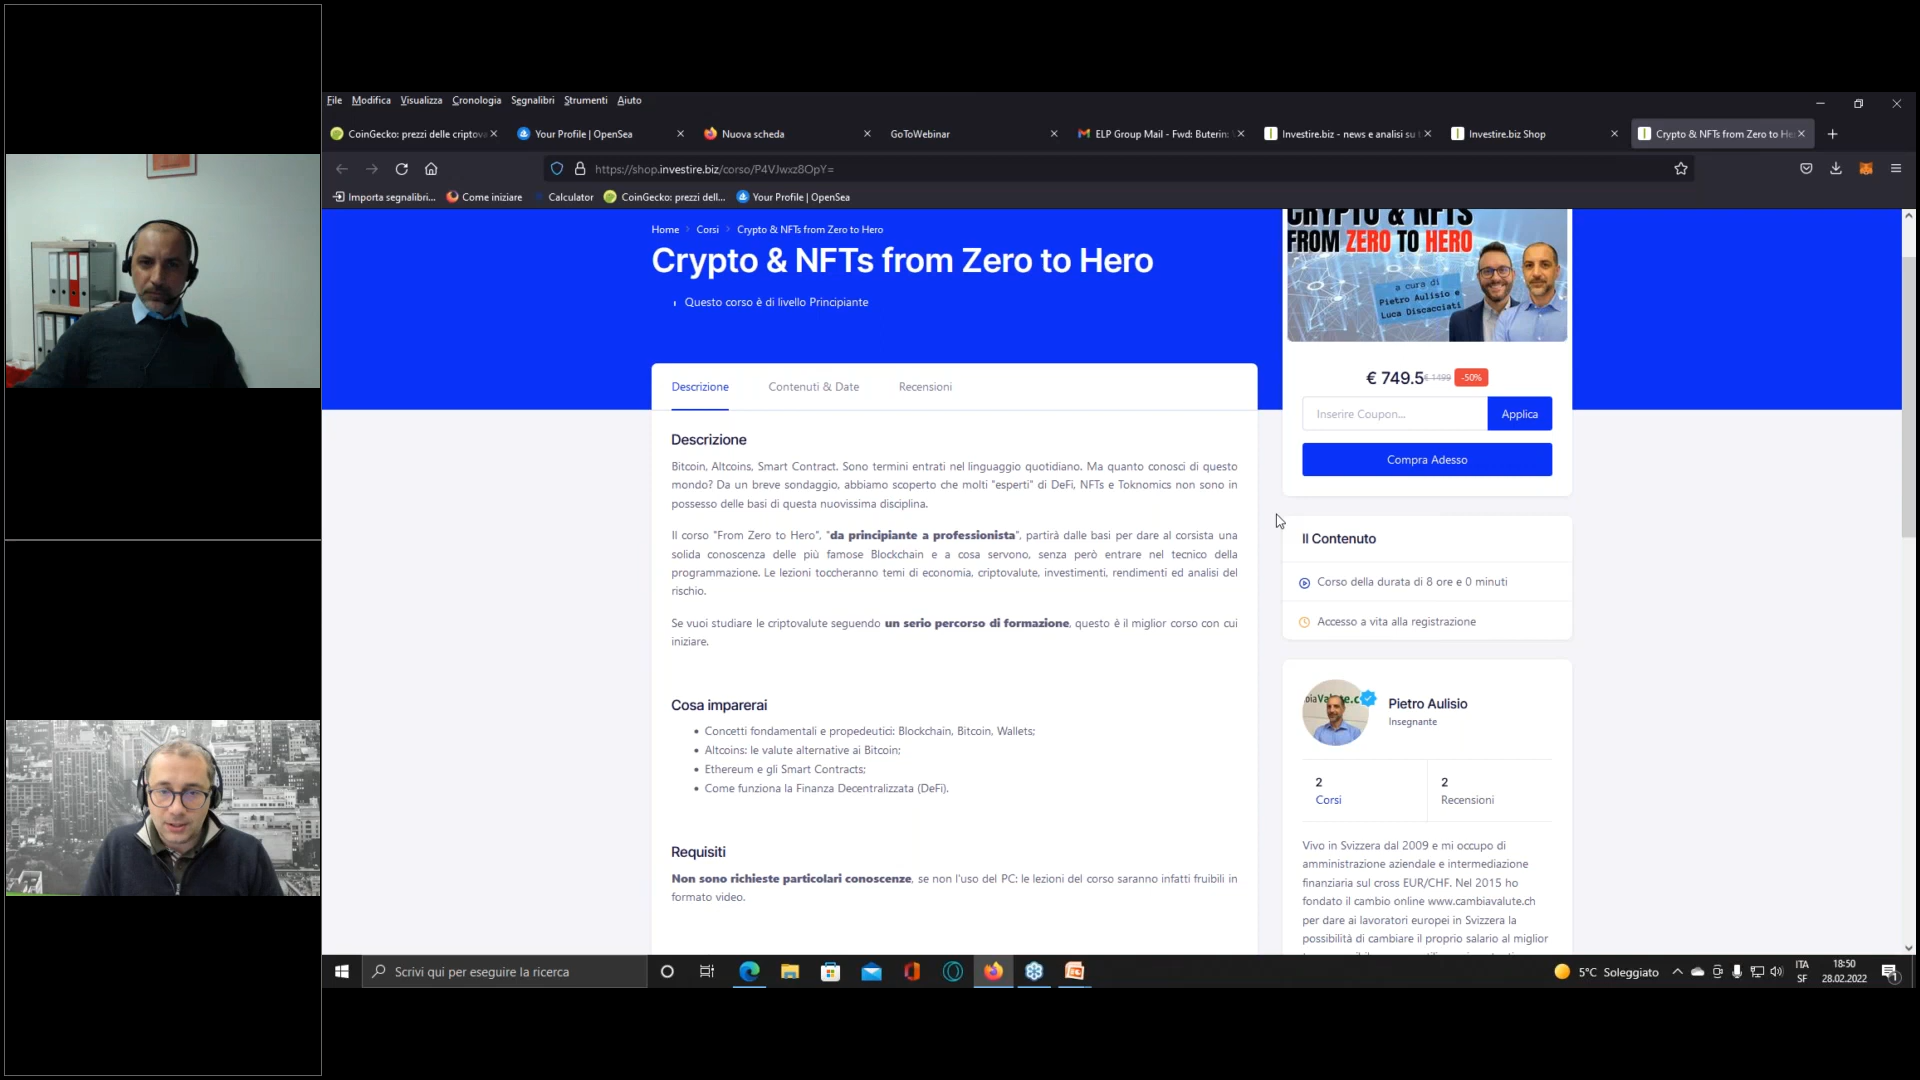 File Modifica Visualizza Cronologia Segnalibri Strumenti Aiuto
CoinGecko: prezzi delle criptova
Your Profile | OpenSea
Nuova scheda
GoToWebinar
ELP Group Mail - Fwd: Buterin:
Investire.biz - news e analisi su
Investire.biz Shop
Crypto & NFTs from Zero to He
https://shop.investire.biz/corso/P4VJwxz8OpY=
Importa segnalibri...
Come iniziare
Calculator
CoinGecko: prezzi dell...
Your Profile | OpenSea
Home > Corsi > Crypto & NFTs from Zero to Hero
Crypto & NFTs from Zero to Hero
Questo corso è di livello Principiante
CRYPTO & NFTS
FROM ZERO TO HERO
a cura di
Pietro Aulisio e
Luca Discacciati
€ 749.5 € 1499 -50%
Inserire Coupon... Applica
Compra Adesso
Descrizione Contenuti & Date Recensioni
Descrizione
Bitcoin, Altcoins, Smart Contract. Sono termini entrati nel linguaggio quotidiano. Ma quanto conosci di questo
mondo? Da un breve sondaggio, abbiamo scoperto che molti "esperti" di DeFi, NFTs e Toknomics non sono in
possesso delle basi di questa nuovissima disciplina.
Il corso "From Zero to Hero", "da principiante a professionista", partirà dalle basi per dare al corsista una
solida conoscenza delle più famose Blockchain e a cosa servono, senza però entrare nel tecnico della
programmazione. Le lezioni toccheranno temi di economia, criptovalute, investimenti, rendimenti ed analisi del
rischio.
Se vuoi studiare le criptovalute seguendo un serio percorso di formazione, questo è il miglior corso con cui
iniziare.
Cosa imparerai
• Concetti fondamentali e propedeutici: Blockchain, Bitcoin, Wallets;
• Altcoins: le valute alternative ai Bitcoin;
• Ethereum e gli Smart Contracts;
• Come funziona la Finanza Decentralizzata (DeFi).
Requisiti
Non sono richieste particolari conoscenze, se non l'uso del PC: le lezioni del corso saranno infatti fruibili in
formato video.
Il Contenuto
Corso della durata di 8 ore e 0 minuti
Accesso a vita alla registrazione
Pietro Aulisio
Insegnante
2
Corsi
2
Recensioni
Vivo in Svizzera dal 2009 e mi occupo di
amministrazione aziendale e intermediazione
finanziaria sul cross EUR/CHF. Nel 2015 ho
fondato il cambio online www.cambiavalute.ch
per dare ai lavoratori europei in Svizzera la
possibilità di cambiare il proprio salario al miglior
Scrivi qui per eseguire la ricerca
5°C Soleggiato
ITA
SF
18:50
28.02.2022
1